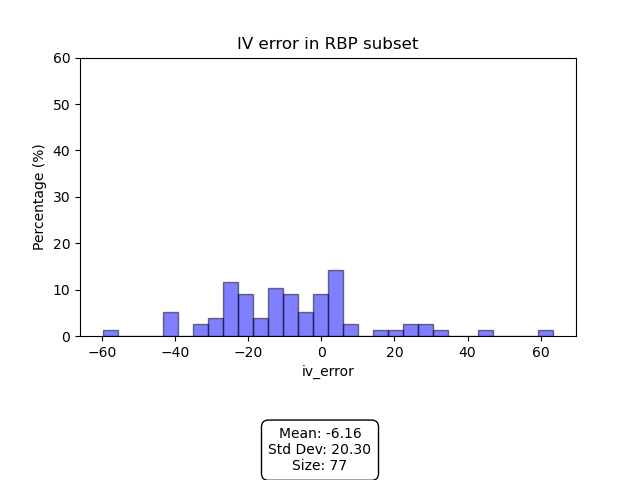 IV error in RBP subset
60
50
40
30
20
10
0
Percentage (%)
−60 −40 −20 0 20 40 60
iv_error
Mean: -6.16
Std Dev: 20.30
Size: 77